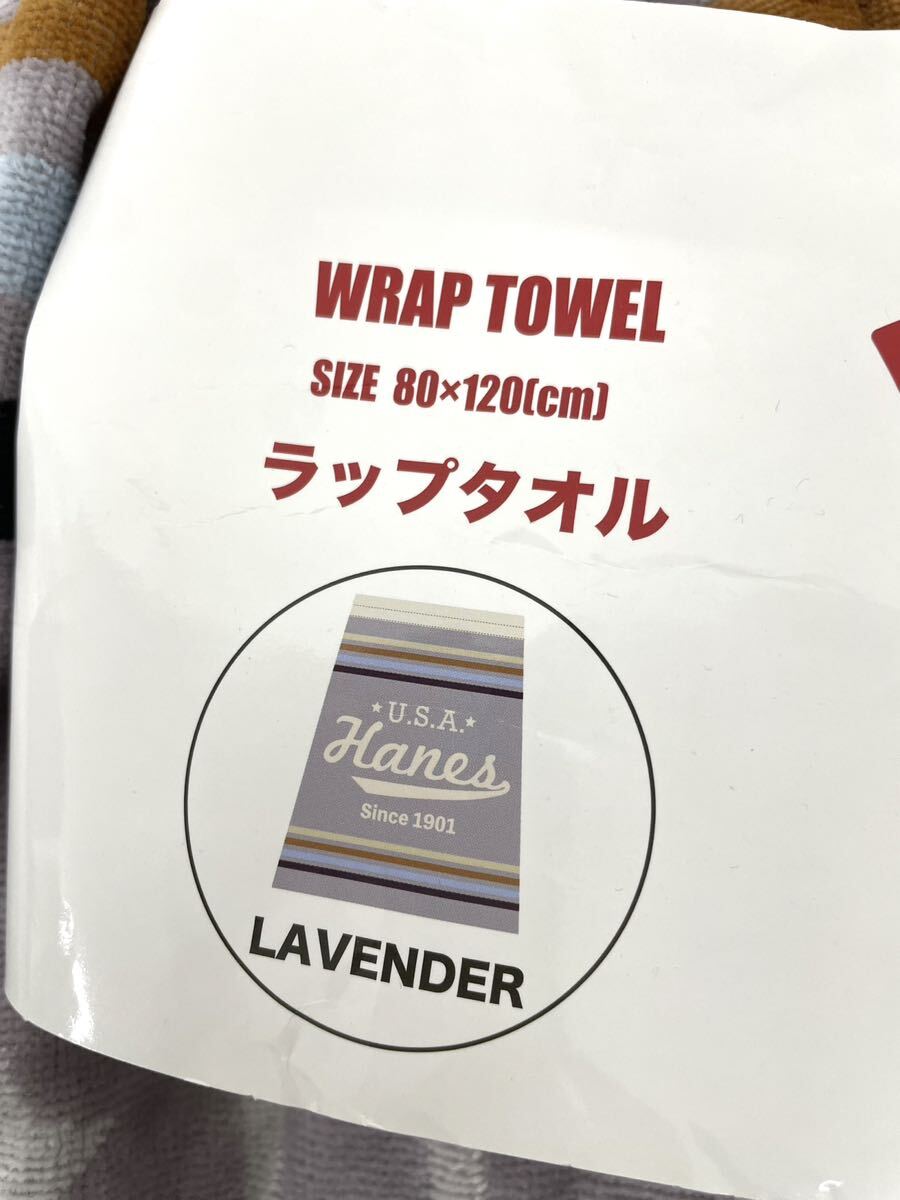 WRAP TOWEL
SIZE 80×120(cm)
ラップタオル
★U.S.A.★
Hanes
Since 1901
LAVENDER